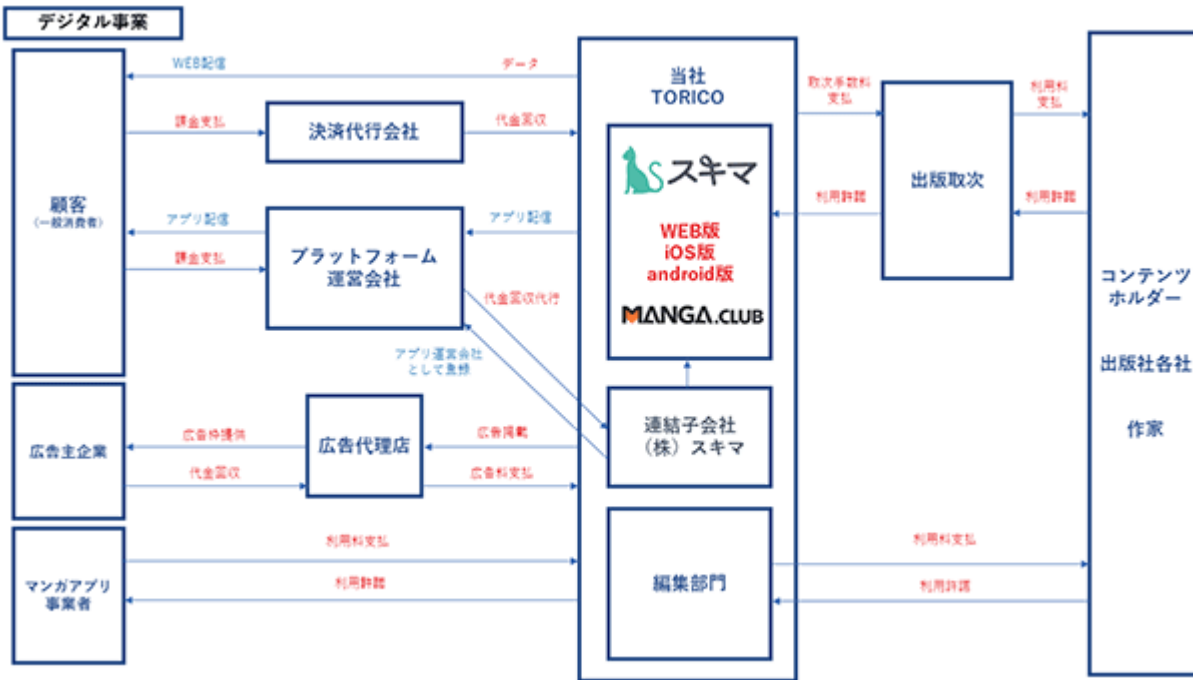 デジタル事業
WEB配信
データ
当社
TORICO
取次手数料
支払
利用料
支払
課金支払
決済代行会社
代金回収
スキマ
出版取次
顧客
（一般消費者）
アプリ配信
アプリ配信
利用許諾
利用許諾
プラットフォーム
運営会社
WEB版
iOS版
android版
課金支払
コンテンツ
ホルダー
代金回収代行
MANGA.CLUB
アプリ運営会社
として登録
出版社各社
連結子会社
（株）スキマ
作家
広告主企業
広告枠提供
広告代理店
広告掲載
代金回収
広告料支払
利用料支払
利用料支払
マンガアプリ
事業者
利用許諾
編集部門
利用許諾